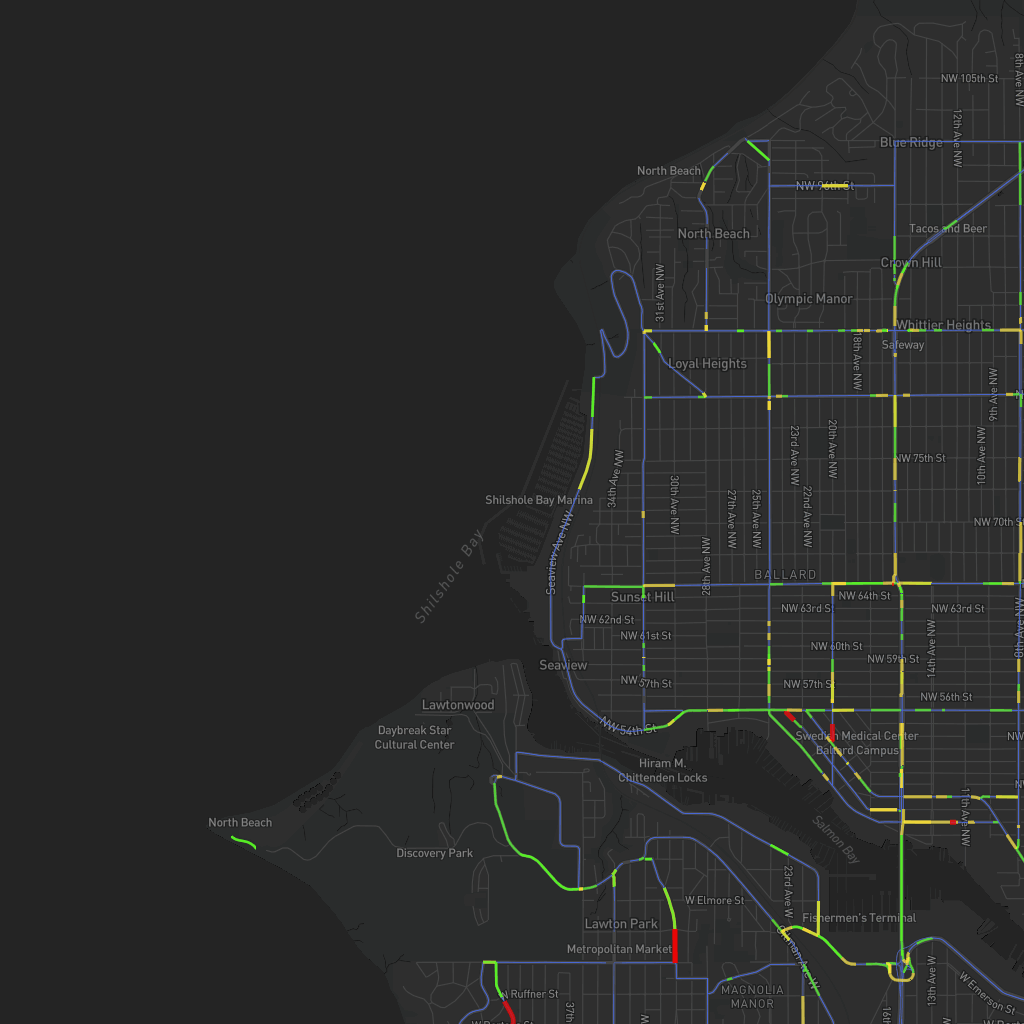 NW 105th St
8th Ave NW
12th Ave NW
Blue Ridge
North Beach
NW 96th St
Tacos and Beer
North Beach
Crown Hill
31st Ave NW
Olympic Manor
Whittier Heights
18th Ave NW
Safeway
Loyal Heights
9th Ave NW
23rd Ave NW
20th Ave NW
10th Ave NW
NW 75th St
34th Ave NW
30th Ave NW
27th Ave NW
25th Ave NW
22nd Ave NW
Shilshole Bay Marina
NW 70th St
Seaview Ave NW
28th Ave NW
Shilshole Bay
BALLARD
Sunset Hill
NW 64th St
NW 63rd S
NW 63rd St
NW 62nd St
8th Ave NW
NW 61st St
14th Ave NW
NW 60th St
NW 59th St
Seaview
NW 57th St
NW 57th St
NW 56th St
Lawtonwood
NW 54th St
Daybreak Star
Cultural Center
Swedish Medical Center
Ballard Campus
NW
Hiram M.
Chittenden Locks
11th Ave NW
North Beach
Salmon Bay
Discovery Park
23rd Ave W
W Elmore St
Fishermen's Terminal
Lawton Park
Metropolitan Market
Gilman Ave W
13th Ave W
W Emerson St
MAGNOLIA
MANOR
W Ruffner St
37th
16th